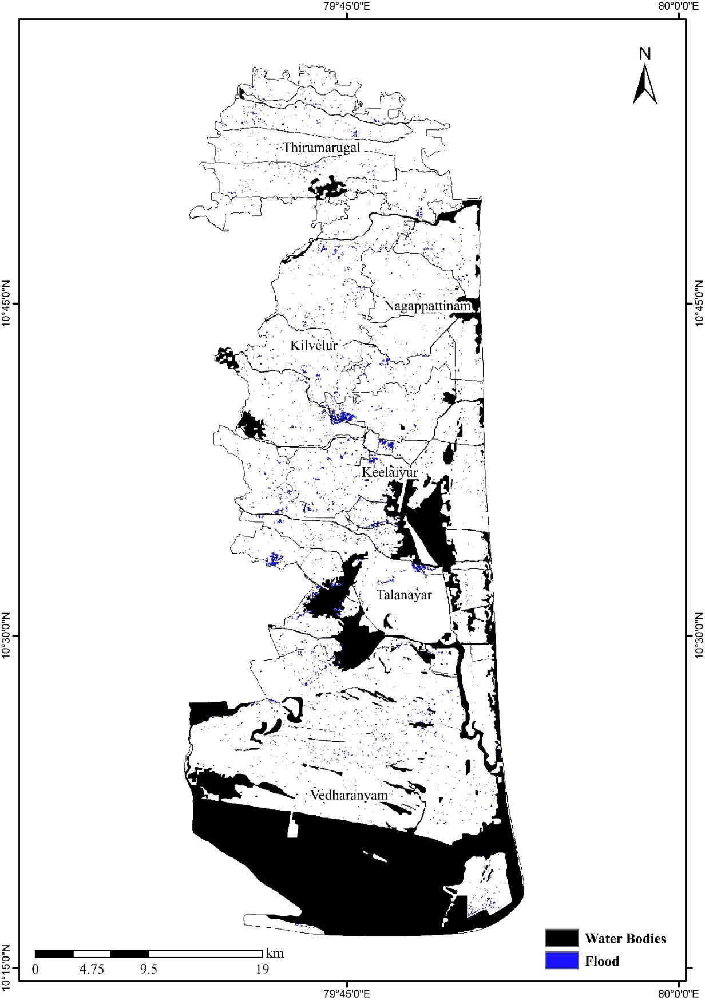 79°45'0"E
80°0'0"E
N
Thirumarugal
10°45'0"N
10°45'0"N
Nagappattinam
Kilvelur
Keelaiyur
Talanayar
10°30'0"N
10°30'0"N
Vedharanyam
Water Bodies
Flood
km
0
4.75
9.5
19
10°15'0"N
79°45'0"E
80°0'0"E